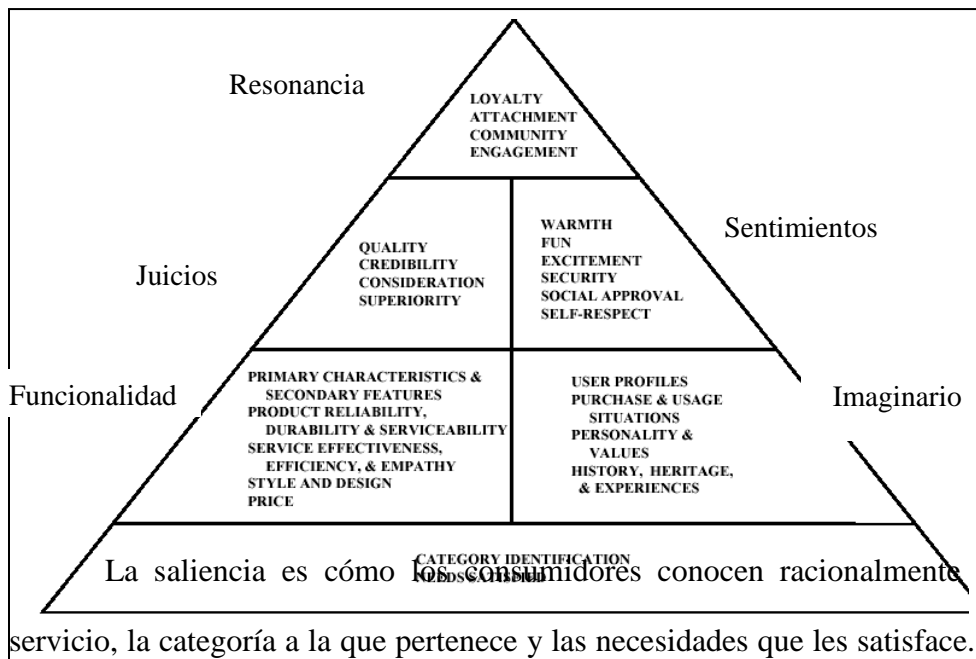 Resonancia
LOYALTY
ATTACHMENT
COMMUNITY
ENGAGEMENT
Sentimientos
WARMTH
FUN
EXCITEMENT
SECURITY
SOCIAL APPROVAL
SELF-RESPECT
Juicios
QUALITY
CREDIBILITY
CONSIDERATION
SUPERIORITY
Funcionalidad
PRIMARY CHARACTERISTICS &
SECONDARY FEATURES
PRODUCT RELIABILITY,
DURABILITY & SERVICEABILITY
SERVICE EFFECTIVENESS,
EFFICIENCY, & EMPATHY
STYLE AND DESIGN
PRICE
USER PROFILES
PURCHASE & USAGE
SITUATIONS
PERSONALITY &
VALUES
HISTORY, HERITAGE,
& EXPERIENCES
Imaginario
CATEGORY IDENTIFICATION
NEEDS SATISFIED
La saliencia es cómo los consumidores conocen racionalmente
servicio, la categoría a la que pertenece y las necesidades que les satisface.